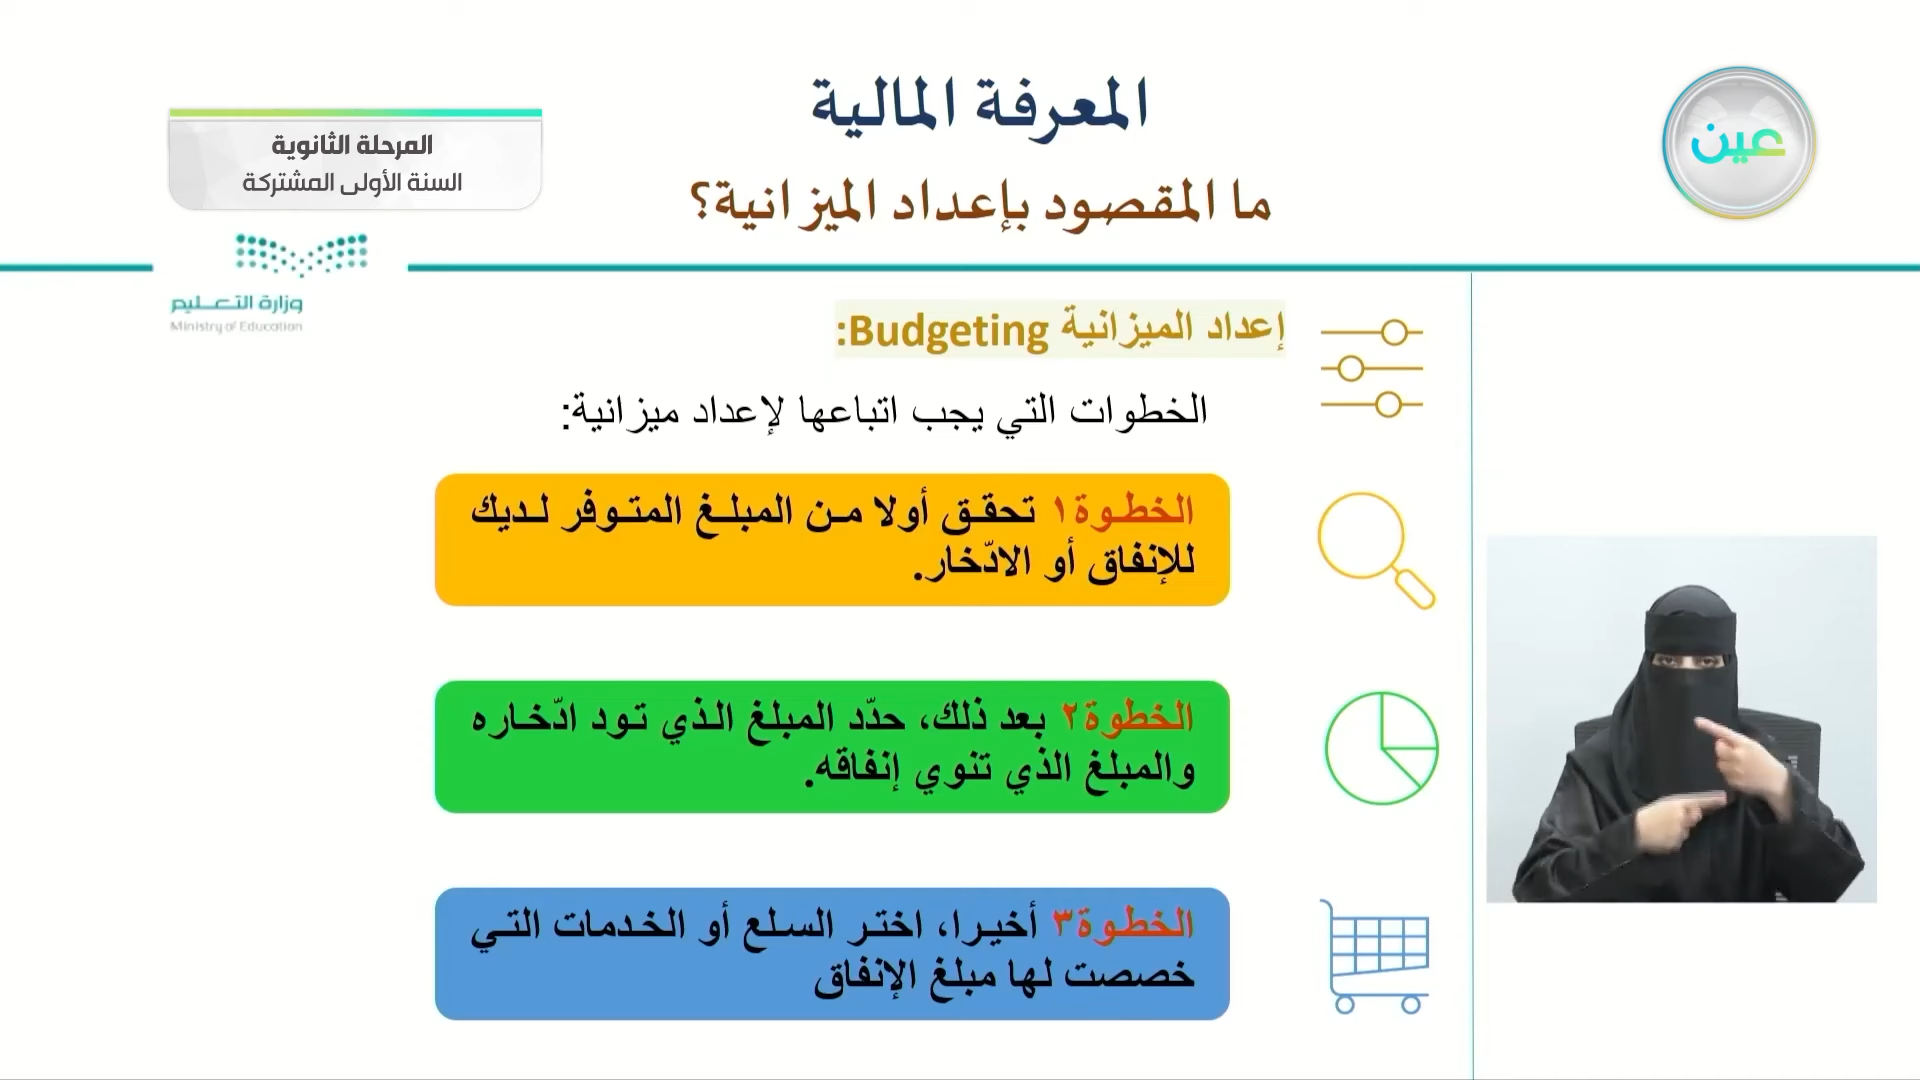 المعرفة المالية
ما المقصود بإعداد الميزانية؟
عين
المرحلة الثانوية
السنة الأولى المشتركة
وزارة التعليم
Ministry of Education
إعداد الميزانية Budgeting:
الخطوات التي يجب اتباعها لإعداد ميزانية:
الخطوة١ تحقق أولا من المبلغ المتوفر لديك
للإنفاق أو الادّخار.
الخطوة٢ بعد ذلك، حدّد المبلغ الذي تود ادّخاره
والمبلغ الذي تنوي إنفاقه.
الخطوة٣ أخيرا، اختر السلع أو الخدمات التي
خصصت لها مبلغ الإنفاق